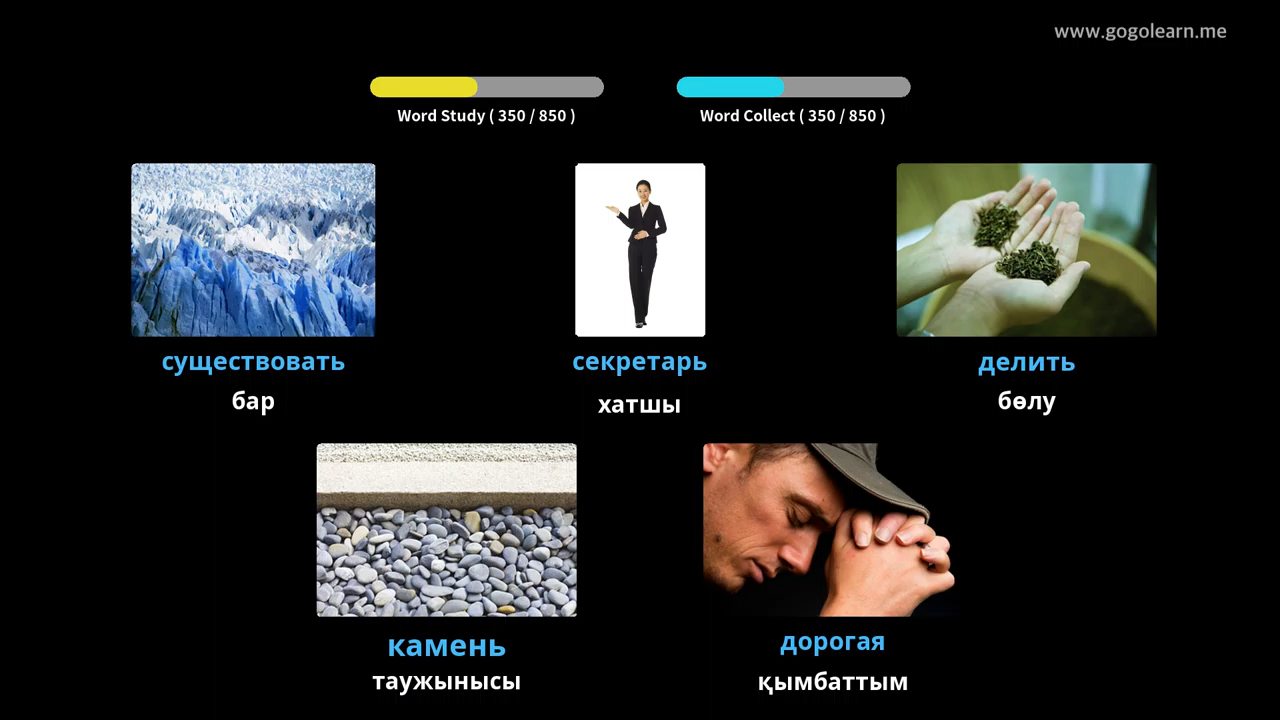 www.gogolearn.me
Word Study ( 350 / 850 )
Word Collect ( 350 / 850 )
существовать
бар
секретарь
хатшы
делить
бөлу
камень
таужынысы
дорогая
қымбаттым